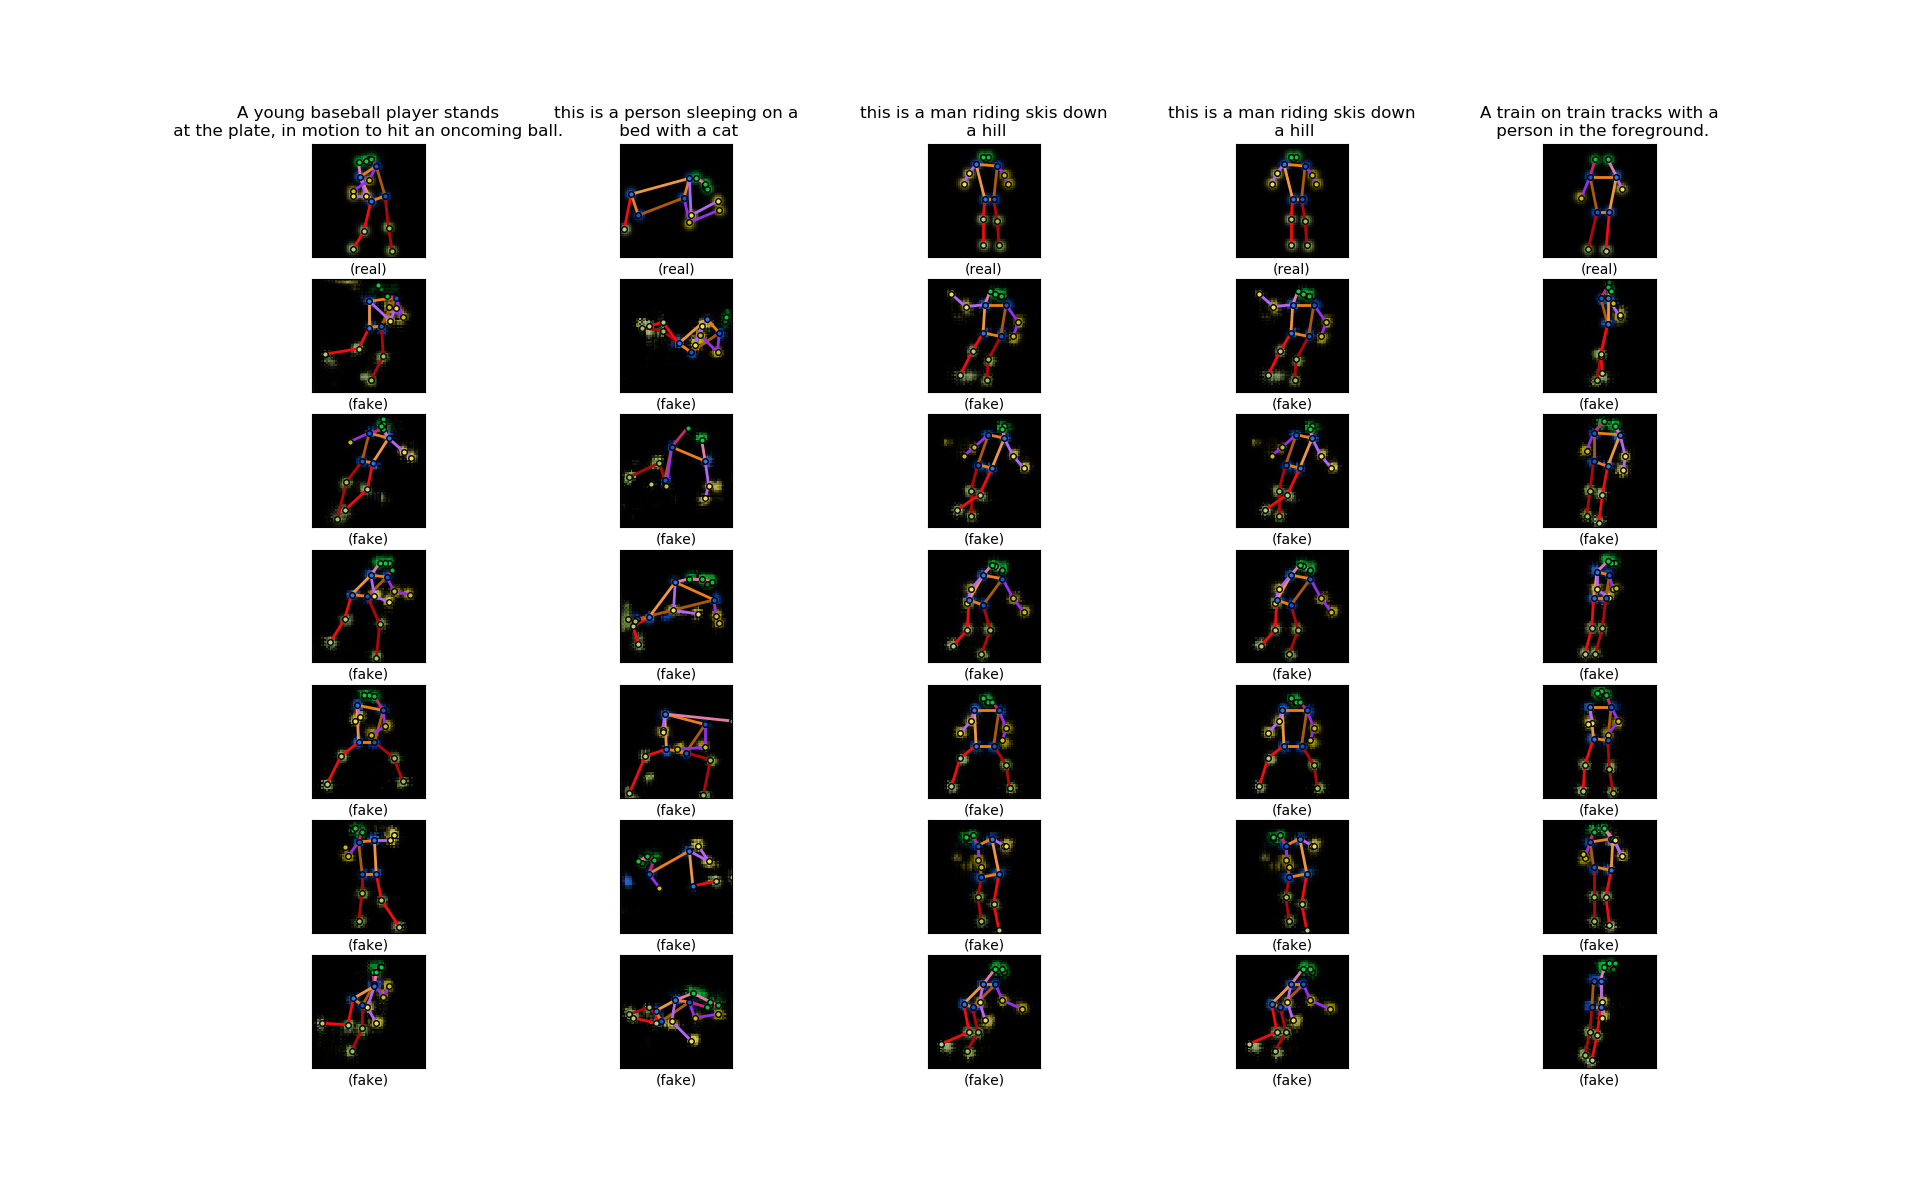 A young baseball player stands
at the plate, in motion to hit an oncoming ball.
this is a person sleeping on a
bed with a cat
this is a man riding skis down
a hill
this is a man riding skis down
a hill
A train on train tracks with a
person in the foreground.
(real) (real) (real) (real) (real)
(fake) (fake) (fake) (fake) (fake)
(fake) (fake) (fake) (fake) (fake)
(fake) (fake) (fake) (fake) (fake)
(fake) (fake) (fake) (fake) (fake)
(fake) (fake) (fake) (fake) (fake)
(fake) (fake) (fake) (fake) (fake)